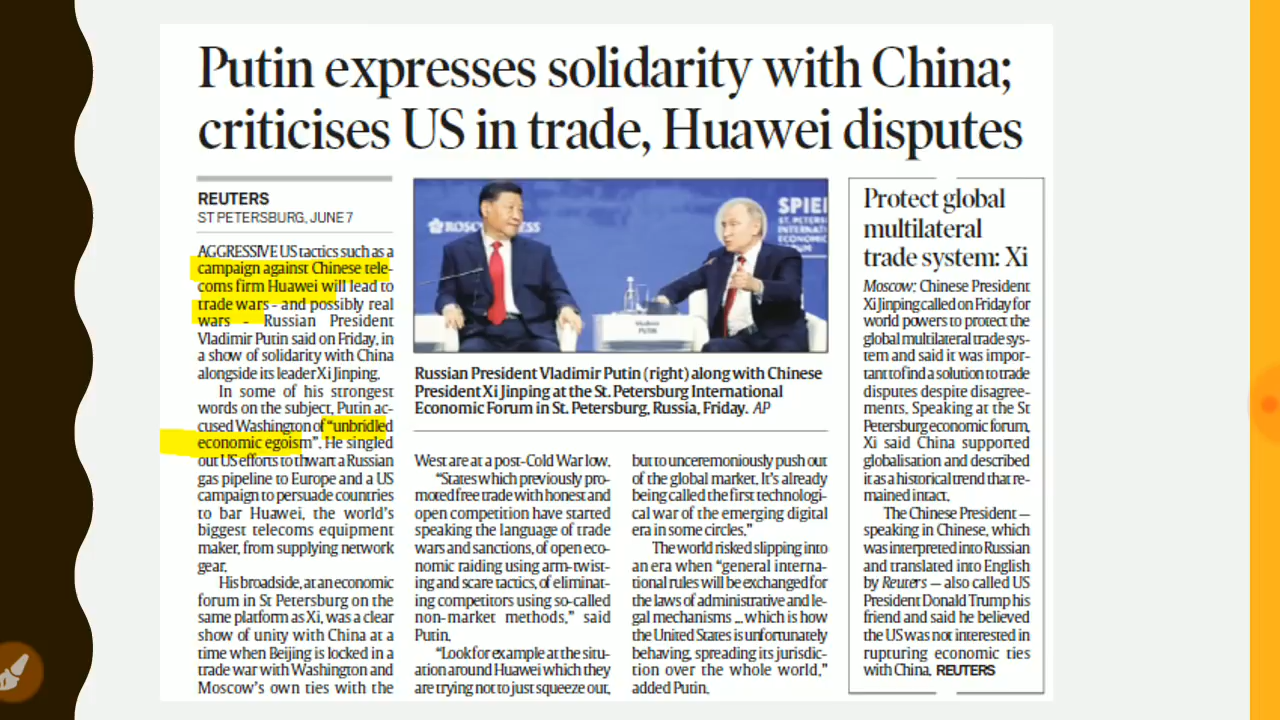 Putin expresses solidarity with China;
criticises US in trade, Huawei disputes
REUTERS
ST PETERSBURG, JUNE 7
AGGRESSIVE US tactics such as a
campaign against Chinese tele-
coms firm Huawei will lead to
trade wars - and possibly real
wars - Russian President
Vladimir Putin said on Friday, in
a show of solidarity with China
alongside its leader Xi Jinping.
In some of his strongest
words on the subject, Putin ac-
cused Washington of “unbridled
economic egoism”. He singled
out US efforts to thwart a Russian
gas pipeline to Europe and a US
campaign to persuade countries
to bar Huawei, the world's
biggest telecoms equipment
maker, from supplying network
gear.
His broadside, at an economic
forum in St Petersburg on the
same platform as Xi, was a clear
show of unity with China at a
time when Beijing is locked in a
trade war with Washington and
Moscow's own ties with the
SPIEF
ST. PETERSB
INTERNATI
ECONOMIC
FORUM
Vladimir
PUTIN
Russian President Vladimir Putin (right) along with Chinese
President Xi Jinping at the St. Petersburg International
Economic Forum in St. Petersburg, Russia, Friday. AP
West are at a post-Cold War low.
“States which previously pro-
moted free trade with honest and
open competition have started
speaking the language of trade
wars and sanctions, of open eco-
nomic raiding using arm-twist-
ing and scare tactics, of eliminat-
ing competitors using so-called
non-market methods,” said
Putin.
“Look for example at the situ-
ation around Huawei which they
are trying not to just squeeze out,
but to unceremoniously push out
of the global market. It's already
being called the first technologi-
cal war of the emerging digital
era in some circles.”
The world risked slipping into
an era when “general interna-
tional rules will be exchanged for
the laws of administrative and le-
gal mechanisms ... which is how
the United States is unfortunately
behaving, spreading its jurisdic-
tion over the whole world,”
added Putin.
Protect global
multilateral
trade system: Xi
Moscow: Chinese President
Xi Jinping called on Friday for
world powers to protect the
global multilateral trade sys-
tem and said it was impor-
tant to find a solution to trade
disputes despite disagree-
ments. Speaking at the St
Petersburg economic forum,
Xi said China supported
globalisation and described
it as a historical trend that re-
mained intact.
The Chinese President —
speaking in Chinese, which
was interpreted into Russian
and translated into English
by Reuters — also called US
President Donald Trump his
friend and said he believed
the US was not interested in
rupturing economic ties
with China. REUTERS